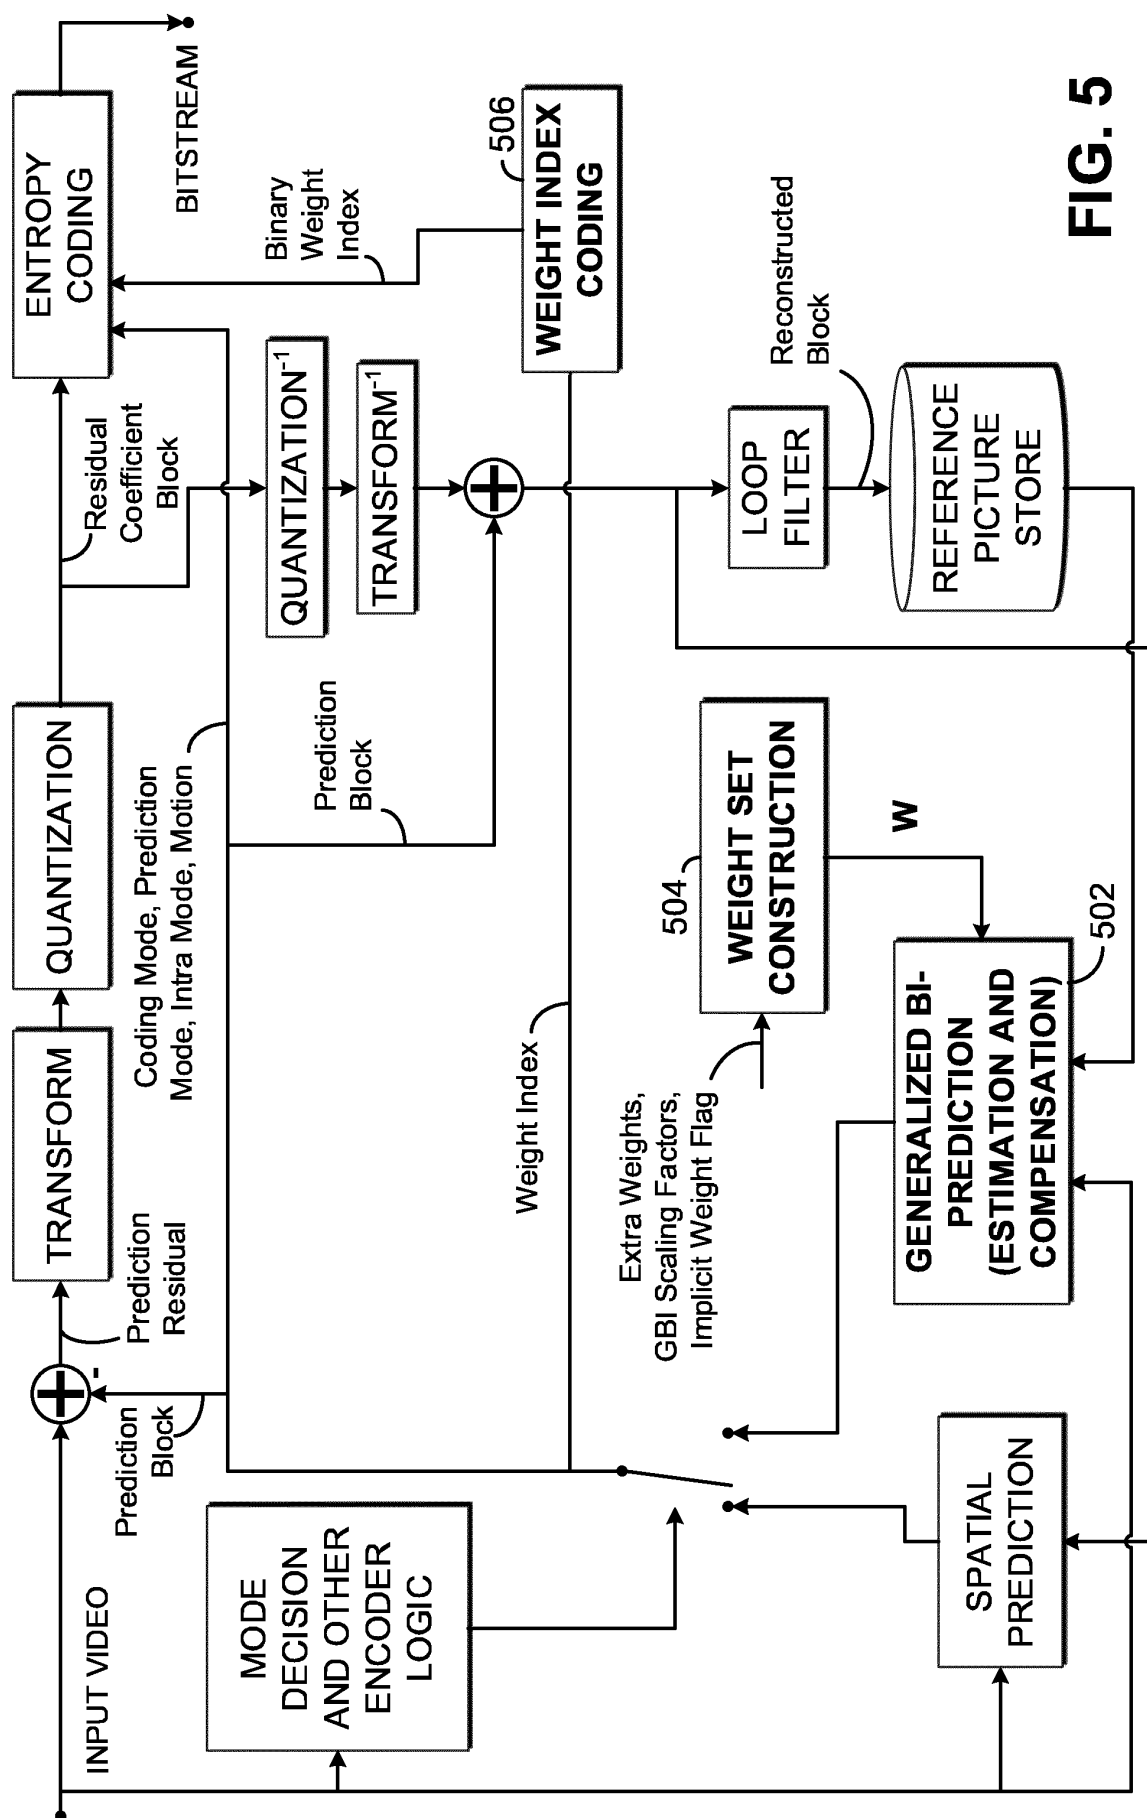 INPUT VIDEO
Prediction
Block
-
Prediction
Residual
TRANSFORM
QUANTIZATION
Residual
Coefficient
Block
ENTROPY
CODING
BITSTREAM
Coding Mode, Prediction
Mode, Intra Mode, Motion
MODE
DECISION
AND OTHER
ENCODER
LOGIC
Prediction
Block
QUANTIZATION-1
TRANSFORM-1
Binary
Weight
Index
506
WEIGHT INDEX
CODING
Weight Index
Extra Weights,
GBI Scaling Factors,
Implicit Weight Flag
504
WEIGHT SET
CONSTRUCTION
W
LOOP
FILTER
Reconstructed
Block
SPATIAL
PREDICTION
GENERALIZED BI-
PREDICTION
(ESTIMATION AND
COMPENSATION)
502
REFERENCE
PICTURE
STORE
FIG. 5